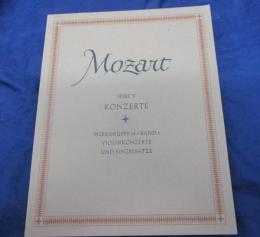 Mozart
SERIE V
KONZERTE
WERKGRUPPE 14 · BAND 1
VIOLINKONZERTE
UND EINZELSÄTZE